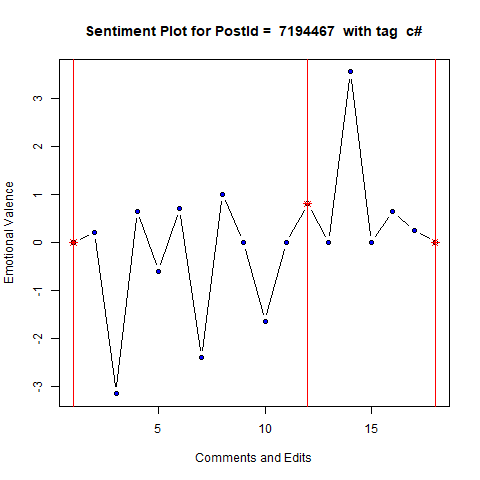 Sentiment Plot for PostId =  7194467  with tag  c#
Emotional Valence
3
2
1
0
-1
-2
-3
5 10 15
Comments and Edits